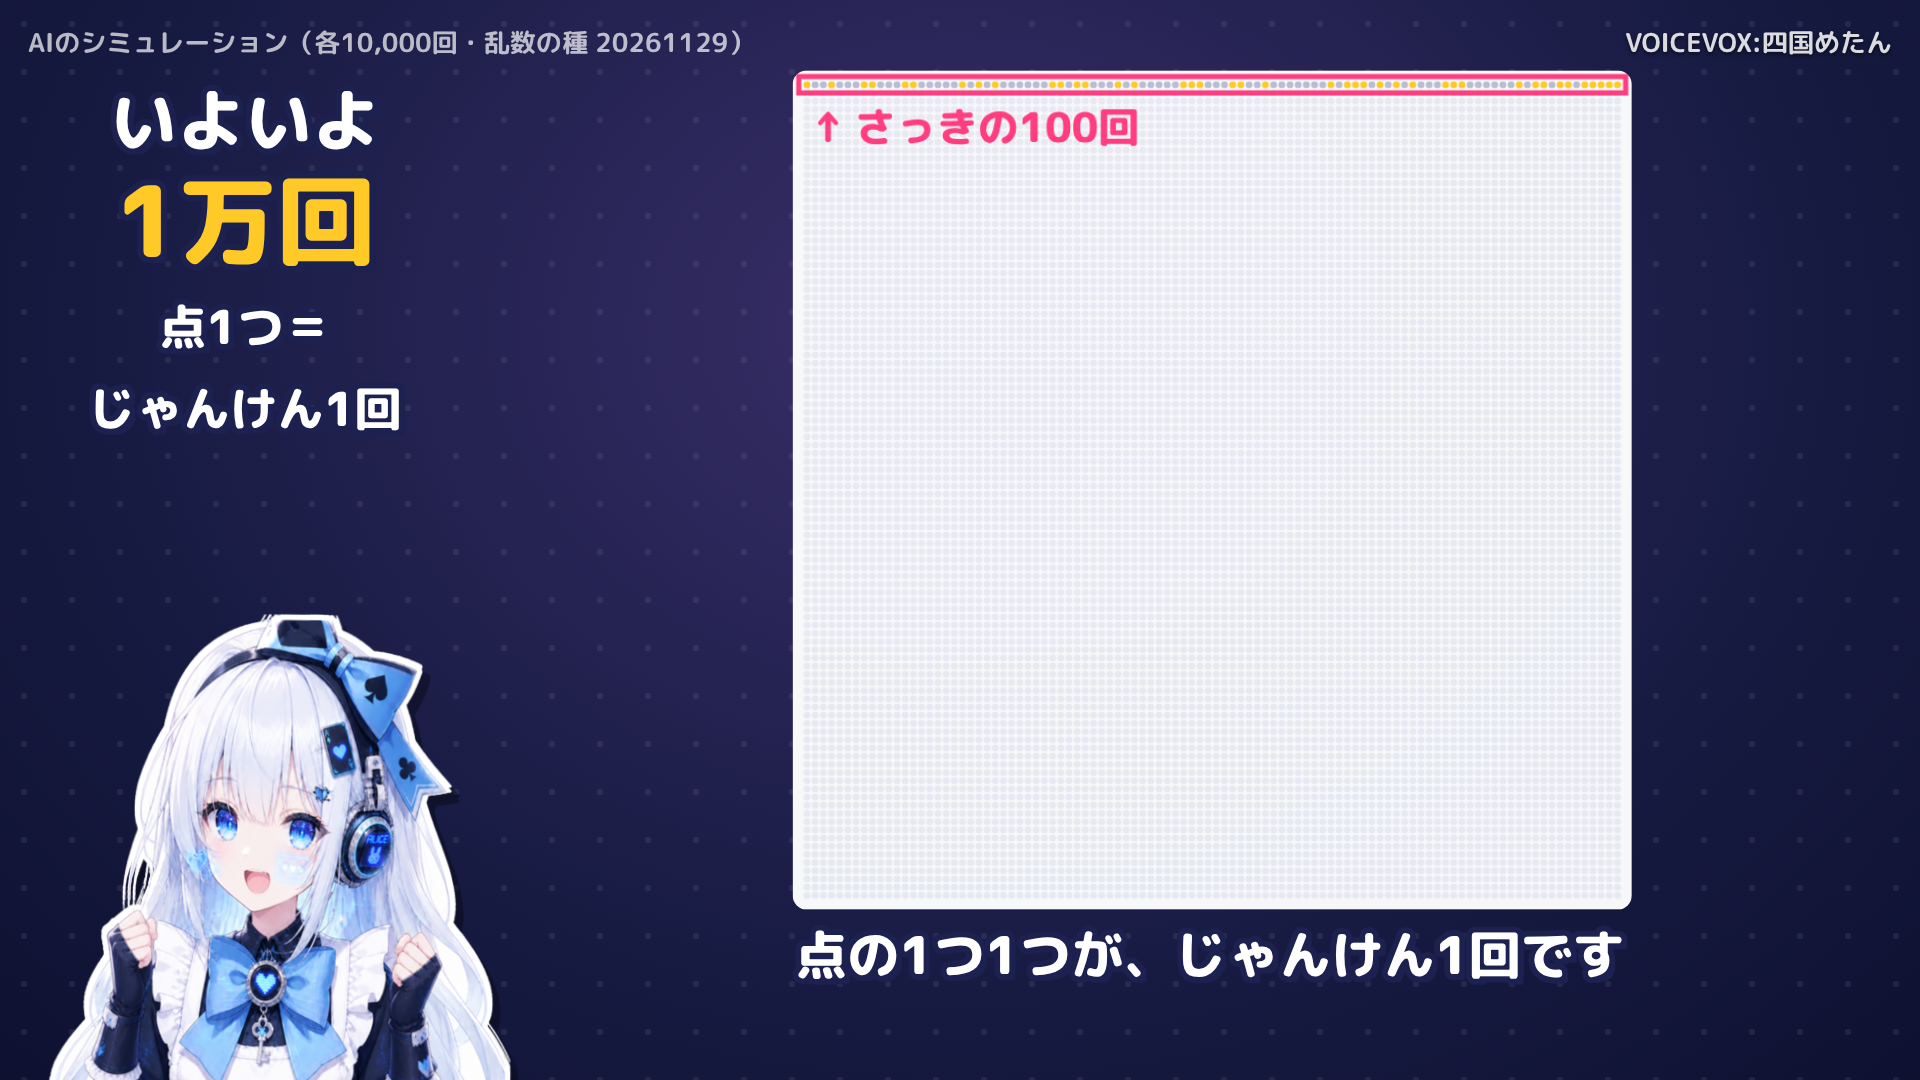 AIのシミュレーション（各10,000回・乱数の種 20261129）
VOICEVOX:四国めたん
いよいよ
1万回
点1つ＝
じゃんけん1回
↑ さっきの100回
ALICE
点の1つ1つが、じゃんけん1回です